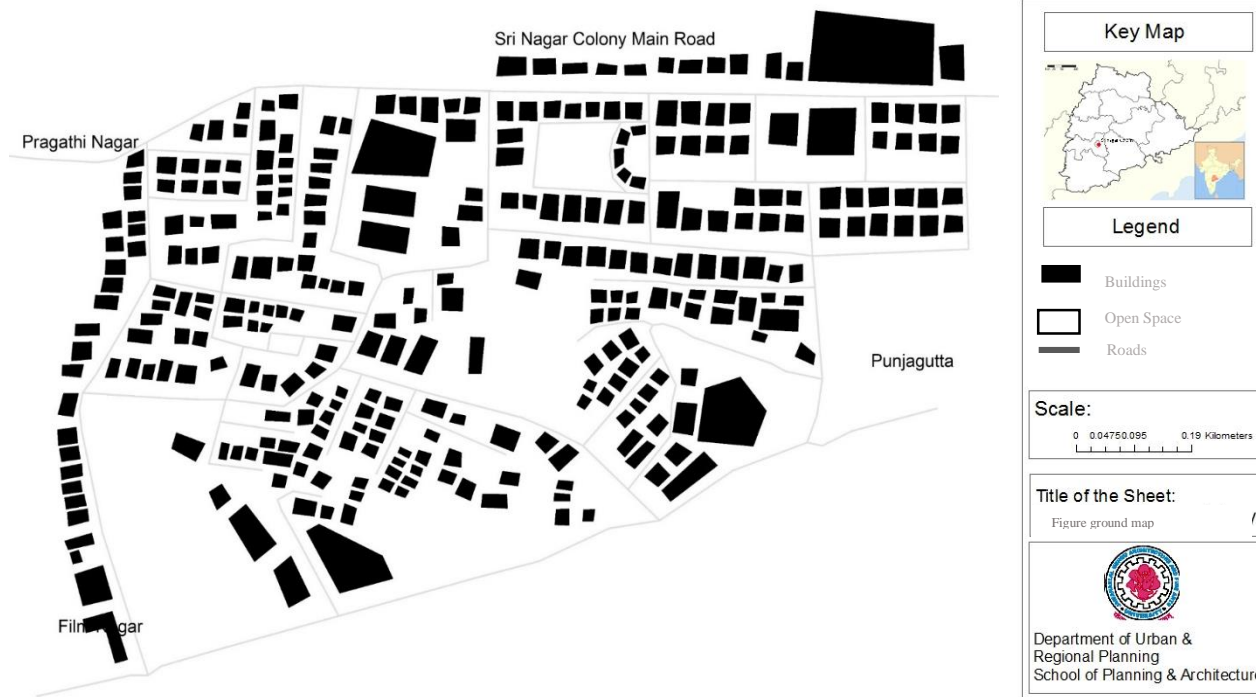 Sri Nagar Colony Main Road
Pragathi Nagar
Punjagutta
Film Nagar
Key Map
Legend
Buildings
Open Space
Roads
Scale:
0 0.04750.095 0.19 Kilometers
Title of the Sheet:
Figure ground map
Department of Urban &
Regional Planning
School of Planning & Architecture